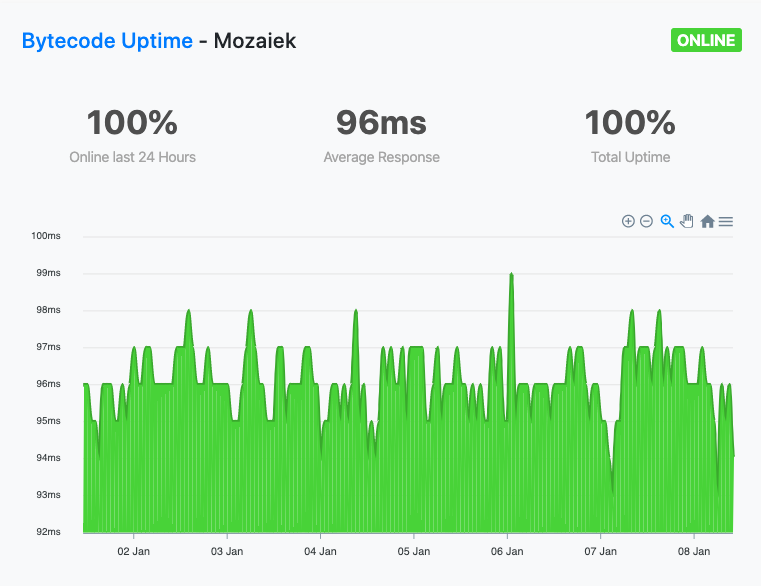 Bytecode Uptime - Mozaiek
ONLINE
100%
96ms
100%
Online last 24 Hours
Average Response
Total Uptime
100ms
99ms
98ms
97ms
96ms
95ms
94ms
93ms
92ms
02 Jan
03 Jan
04 Jan
05 Jan
06 Jan
07 Jan
08 Jan